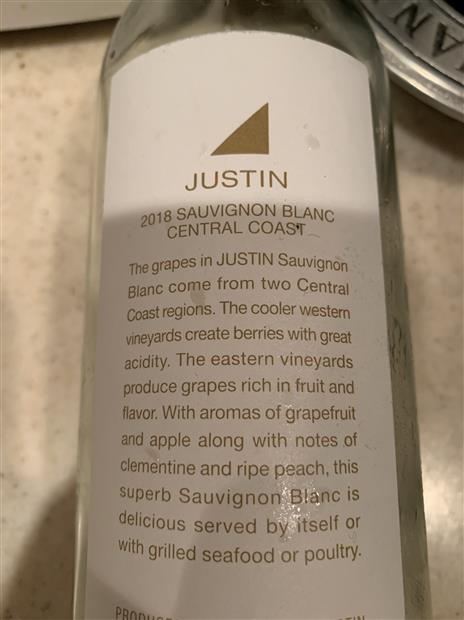 JUSTIN
2018 SAUVIGNON BLANC
CENTRAL COAST
The grapes in JUSTIN Sauvignon
Blanc come from two Central
Coast regions. The cooler western
vineyards create berries with great
acidity. The eastern vineyards
produce grapes rich in fruit and
flavor. With aromas of grapefruit
and apple along with notes of
clementine and ripe peach, this
superb Sauvignon Blanc is
delicious served by itself or
with grilled seafood or poultry.